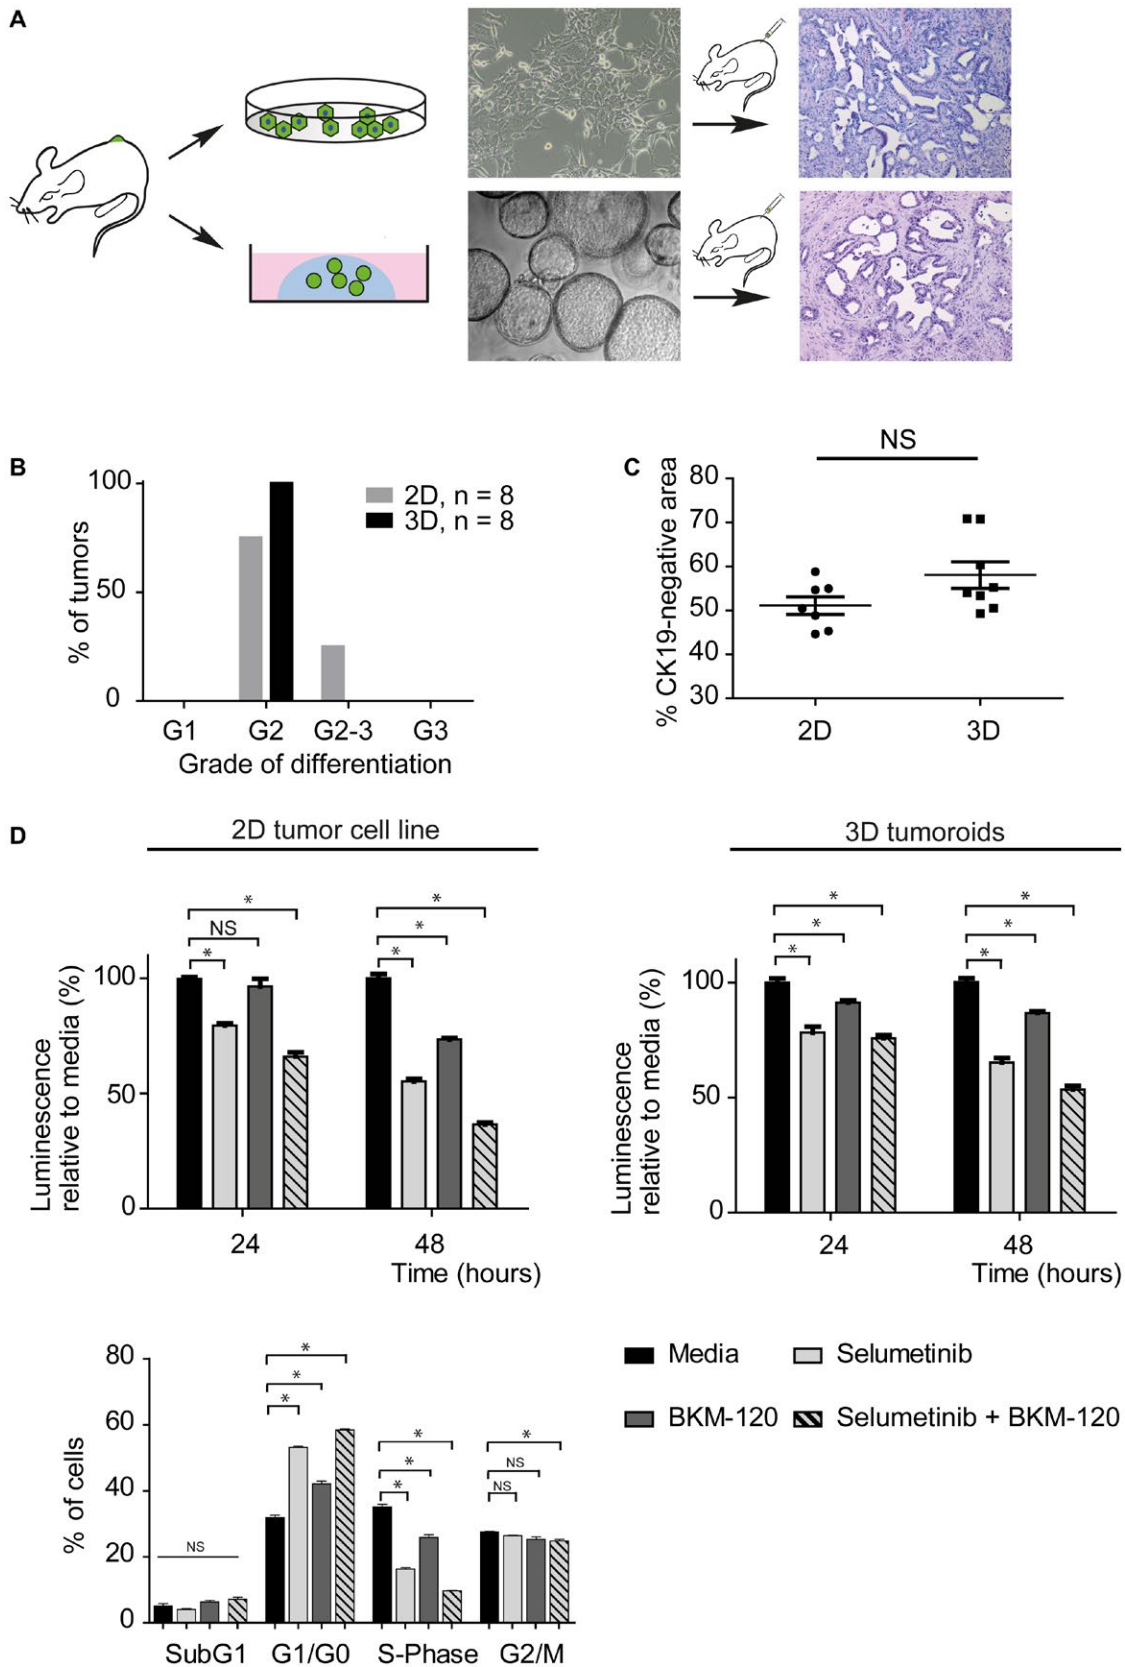 A
B
100
50
0
% of tumors
2D, n = 8
3D, n = 8
G1
G2
G2-3
G3
Grade of differentiation
C
NS
80
70
60
50
40
30
% CK19-negative area
2D
3D
D
2D tumor cell line
*
NS
*
*
*
*
100
50
0
Luminescence
relative to media (%)
24
48
Time (hours)
3D tumoroids
*
*
*
*
*
*
100
50
0
Luminescence
relative to media (%)
24
48
Time (hours)
80
60
40
20
0
% of cells
NS
*
*
*
*
*
*
*
NS
NS
SubG1
G1/G0
S-Phase
G2/M
Media
Selumetinib
BKM-120
Selumetinib + BKM-120